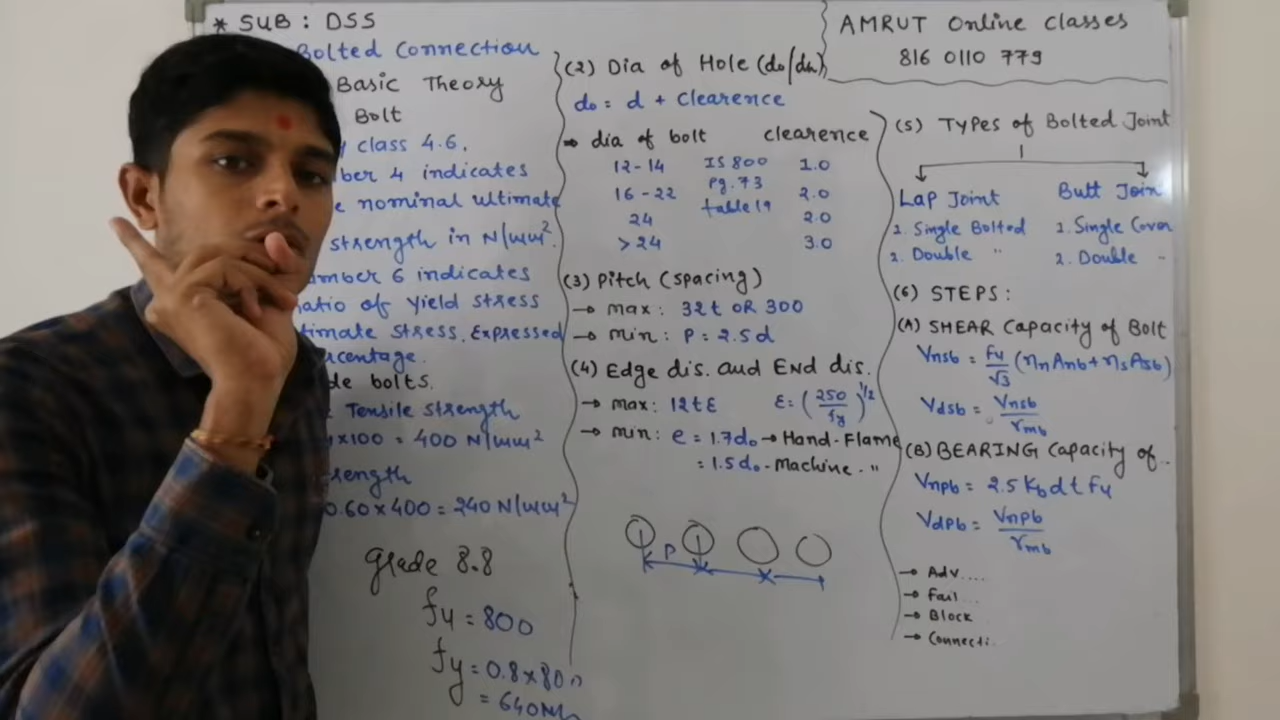 * SUB : DSS
Bolted Connection
Basic Theory
Bolt
class 4.6.
ber 4 indicates
e nominal ultimate
strength in N/mm².
mber 6 indicates
ratio of yield stress
timate stress. Expressed
rcentage.
de bolts.
Tensile strength
x100 = 400 N/mm²
rength
0.60x400 = 240 N/mm²
grade 8.8
fu = 800
fy = 0.8x800
= 640N/
(2) Dia of Hole (do/dh)
do = d + Clearence
→ dia of bolt clearence
12-14 IS 800 1.0
16-22 Pg. 73 2.0
24 table 19 2.0
>24 3.0
(3) Pitch (spacing)
→ max: 32t OR 300
→ min: P = 2.5d
(4) Edge dis. and End dis.
→ max: 12tε ε = (250/fy)^1/2
→ min: e = 1.7do → Hand-Flame
= 1.5do - Machine - "
P
AMRUT Online Classes
816 0110 779
(5) Types of Bolted Joint
Lap Joint Butt Join
1. Single Bolted 1. Single Cover
2. Double " 2. Double "
(6) STEPS:
(A) SHEAR Capacity of Bolt
Vnsb = fu/√3 (nn Anb + ns Asb)
Vdsb = Vnsb/γmb
(B) BEARING Capacity of..
Vnpb = 2.5 Kb d t fu
Vdpb = Vnpb/γmb
→ Adv....
→ Fail...
→ Block
→ Connecti..